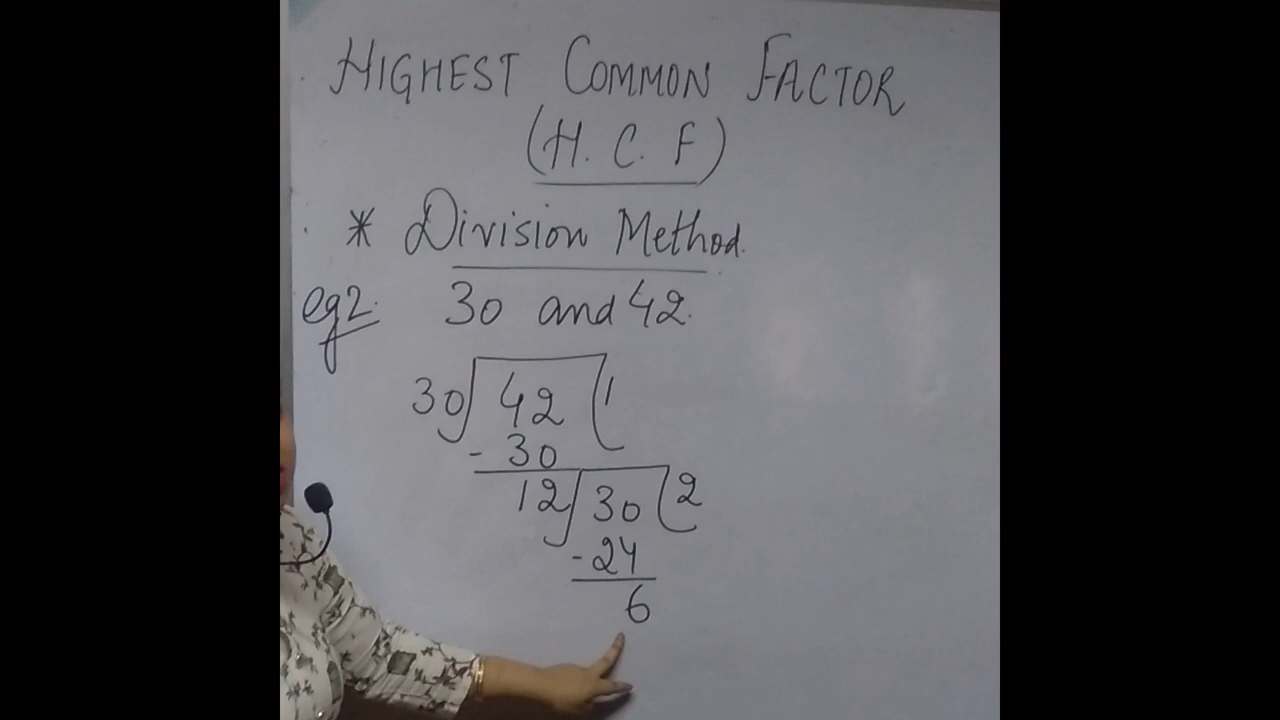 HIGHEST COMMON FACTOR
(H. C. F)
* Division Method.
eg2. 30 and 42.
30 42 1
- 30
12 30 2
- 24
6